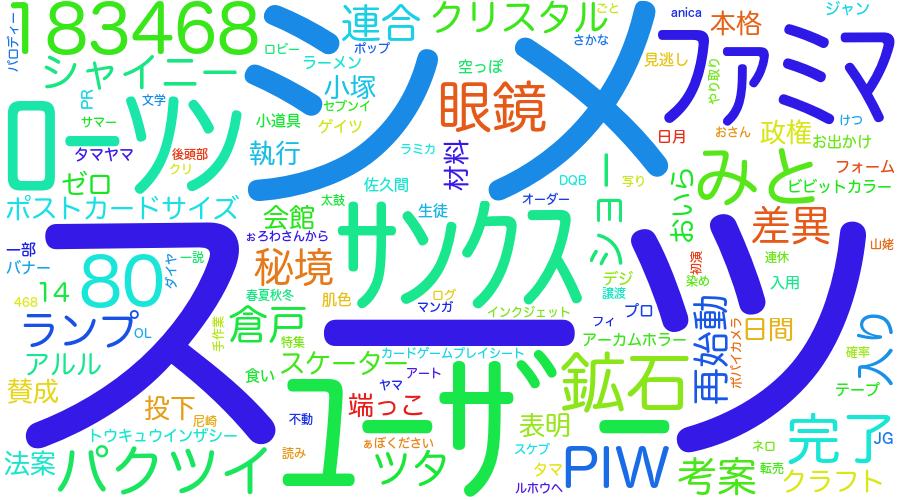 パロディー
183468
シメ
連合
クリスタル
ごと
anica
本格
ジャン
ロビー
ポップ
さかな
ファミマ
シャイニー
ラーメン
見逃し
PR
文学
小塚
空っぽ
眼鏡
やり取り
ローソン
サマー
セブンイ
小道具
ゲイツ
日月
おさん
政権
けつ
タマヤマ
後頭部
執行
ラミカ
材料
お出かけ
クリ
ゼロ
佐久間
DQB
写り
ショー
おいら
みと
フォーム
ビビットカラー
ポストカードサイズ
会館
太鼓
生徒
オーダー
サンクス
差異
一部
スーツ
ぉろわさんから
初演
山姥
バナー
80
ダイヤ
一説
秘境
デジ
連休
468
14
春夏秋冬
肌色
ログ
マンガ
譲渡
染め
入用
ランプ
OL
手作業
倉戸
インクジェット
プロ
再始動
日間
入り
特集
フィ
アーカムホラー
ポパイカメラ
アルル
スケーター
カードゲームプレイシート
確率
賛成
食い
ヤマ
アート
鉱石
テープ
投下
尼崎
不動
端っこ
ユーザー
表明
完了
トウキュウインザシー
ぁぼください
JG
法案
パクツイ
読み
ツタ
スケブ
PIW
ネロ
タマ
考案
転売
クラフト
ルホウヘ